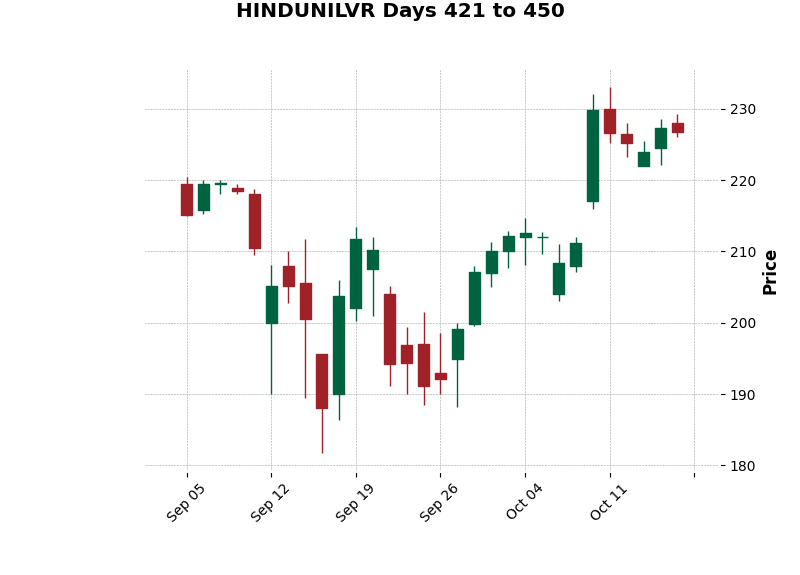 HINDUNILVR Days 421 to 450
230
220
210
200
190
180
Price
Sep 05
Sep 12
Sep 19
Sep 26
Oct 04
Oct 11